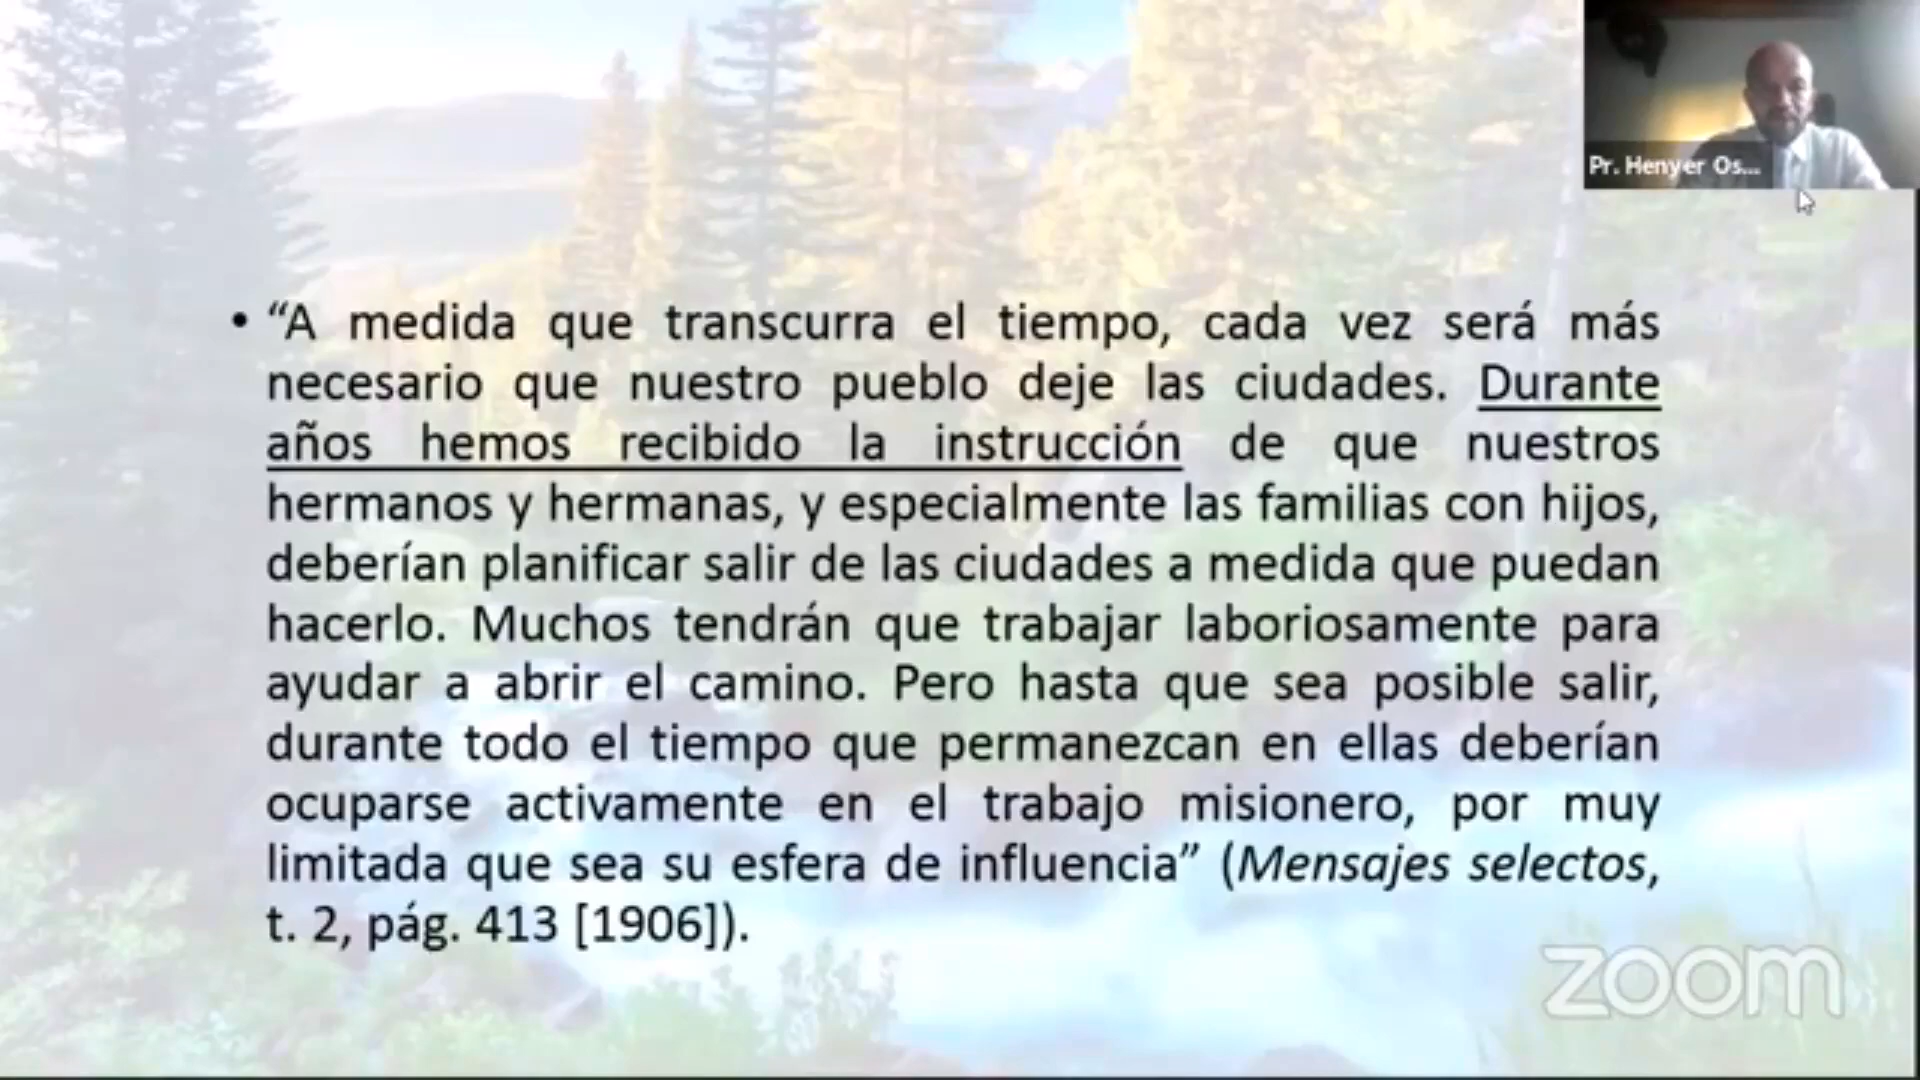 Pr. Henyer Os...
• “A medida que transcurra el tiempo, cada vez será más
necesario que nuestro pueblo deje las ciudades. Durante
años hemos recibido la instrucción de que nuestros
hermanos y hermanas, y especialmente las familias con hijos,
deberían planificar salir de las ciudades a medida que puedan
hacerlo. Muchos tendrán que trabajar laboriosamente para
ayudar a abrir el camino. Pero hasta que sea posible salir,
durante todo el tiempo que permanezcan en ellas deberían
ocuparse activamente en el trabajo misionero, por muy
limitada que sea su esfera de influencia” (Mensajes selectos,
t. 2, pág. 413 [1906]).
zoom